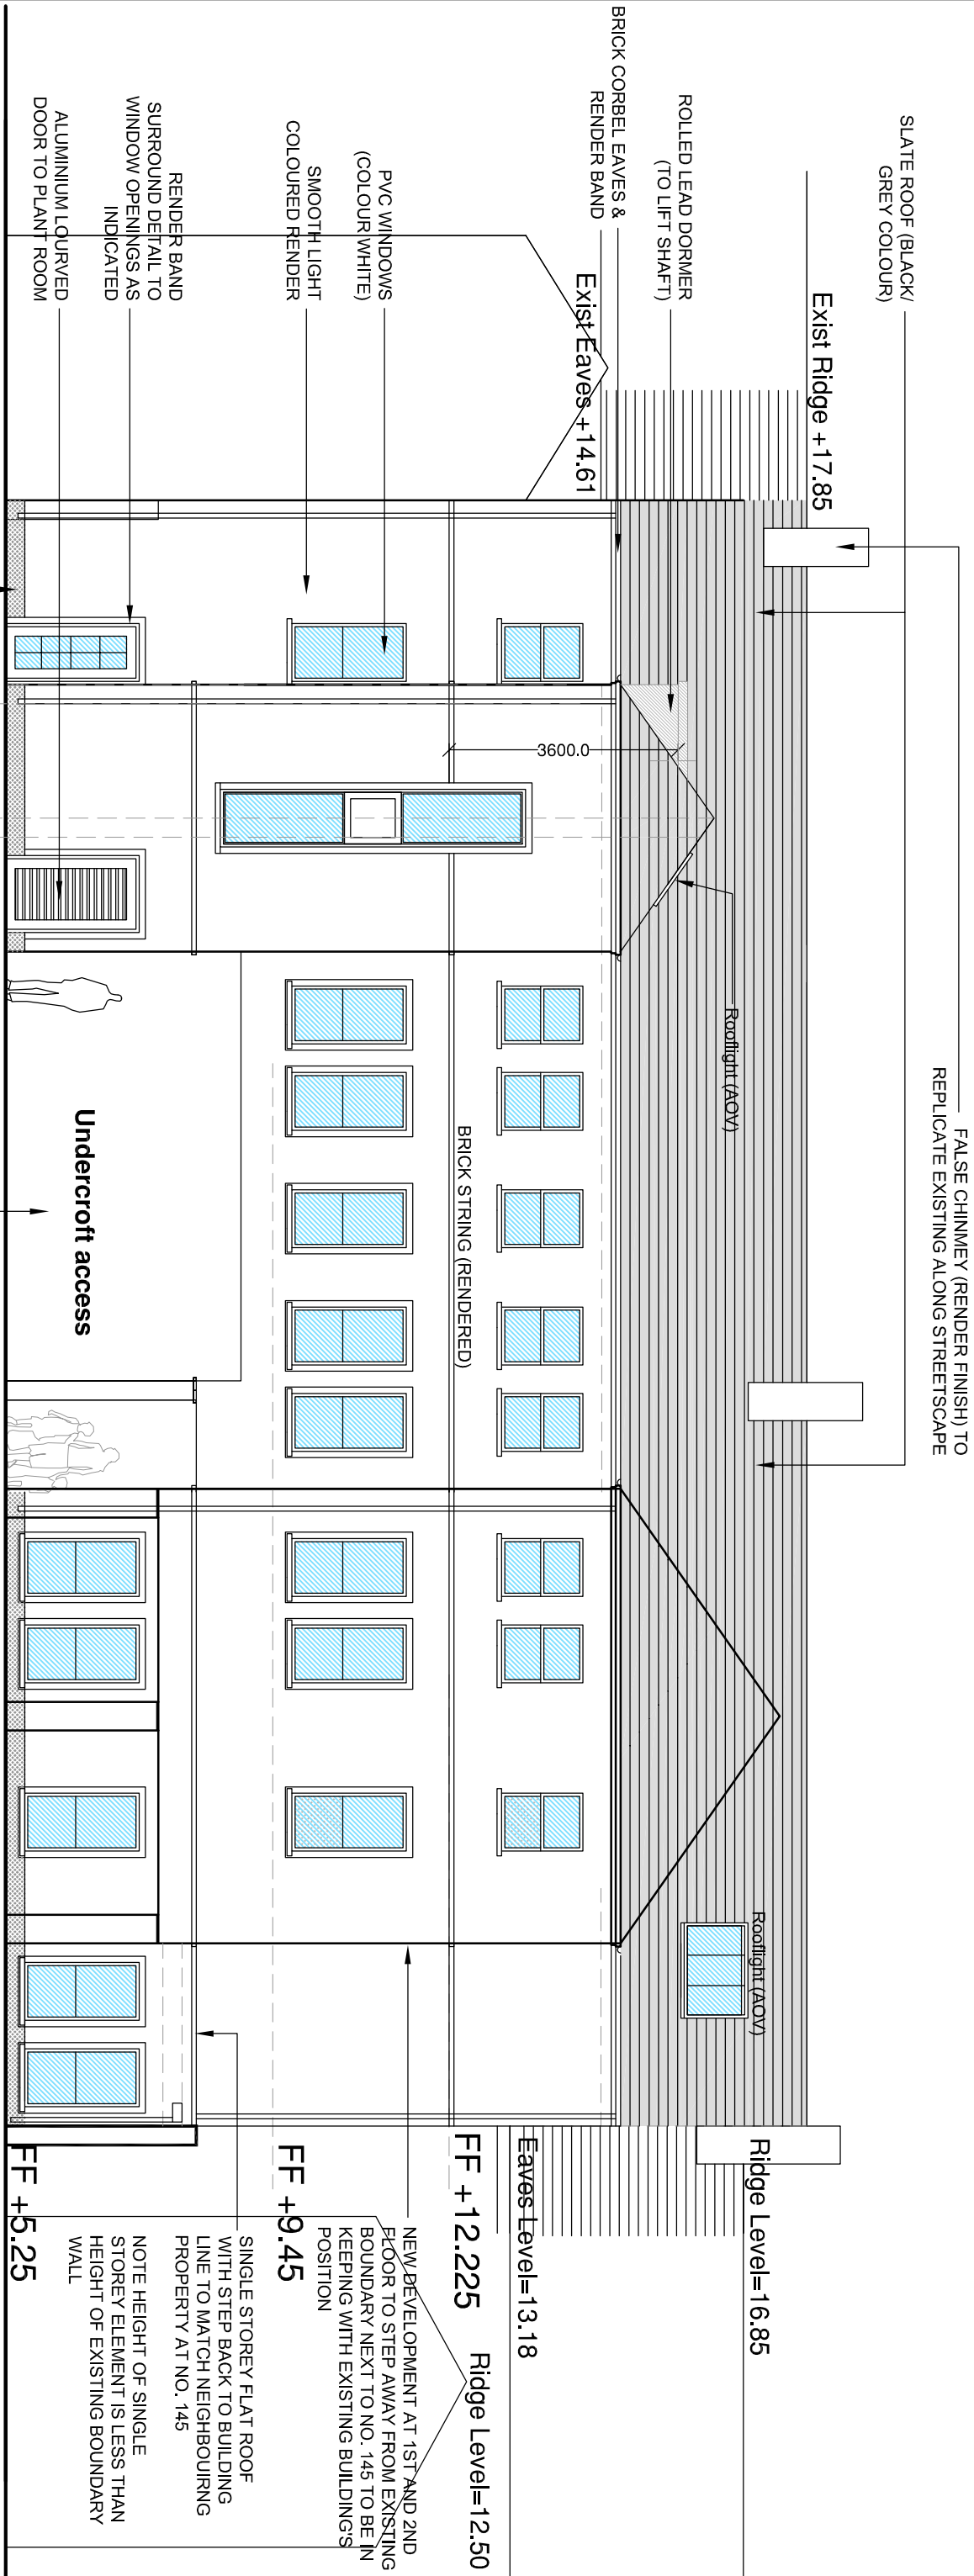 FALSE CHINMEY (RENDER FINISH) TO
REPLICATE EXISTING ALONG STREETSCAPE
SLATE ROOF (BLACK/
GREY COLOUR)
Exist Ridge +17.85
ROLLED LEAD DORMER
(TO LIFT SHAFT)
BRICK CORBEL EAVES &
RENDER BAND
Exist Eaves +14.61
PVC WINDOWS
(COLOUR WHITE)
SMOOTH LIGHT
COLOURED RENDER
RENDER BAND
SURROUND DETAIL TO
WINDOW OPENINGS AS
INDICATED
ALUMINIUM LOURVED
DOOR TO PLANT ROOM
3600.0
Rooflight (AOV)
BRICK STRING (RENDERED)
Undercroft access
Rooflight (AOV)
Ridge Level=16.85
Eaves Level=13.18
FF +12.225
Ridge Level=12.50
FF +9.45
FF +5.25
NEW DEVELOPMENT AT 1ST AND 2ND
FLOOR TO STEP AWAY FROM EXISTING
BOUNDARY NEXT TO NO. 145 TO BE IN
KEEPING WITH EXISTING BUILDING'S
POSITION
SINGLE STOREY FLAT ROOF
WITH STEP BACK TO BUILDING
LINE TO MATCH NEIGHBOUIRNG
PROPERTY AT NO. 145
NOTE HEIGHT OF SINGLE
STOREY ELEMENT IS LESS THAN
HEIGHT OF EXISTING BOUNDARY
WALL